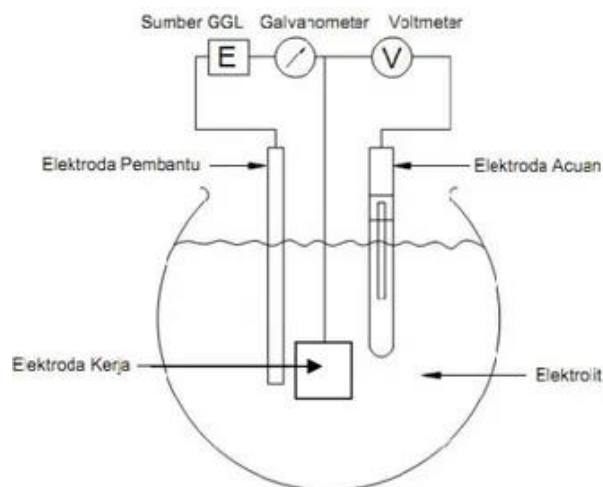 Sumber GGL Galvanometer Voltmeter
E
V
Elektroda Pembantu
Elektroda Acuan
Elektroda Kerja
Elektrolit